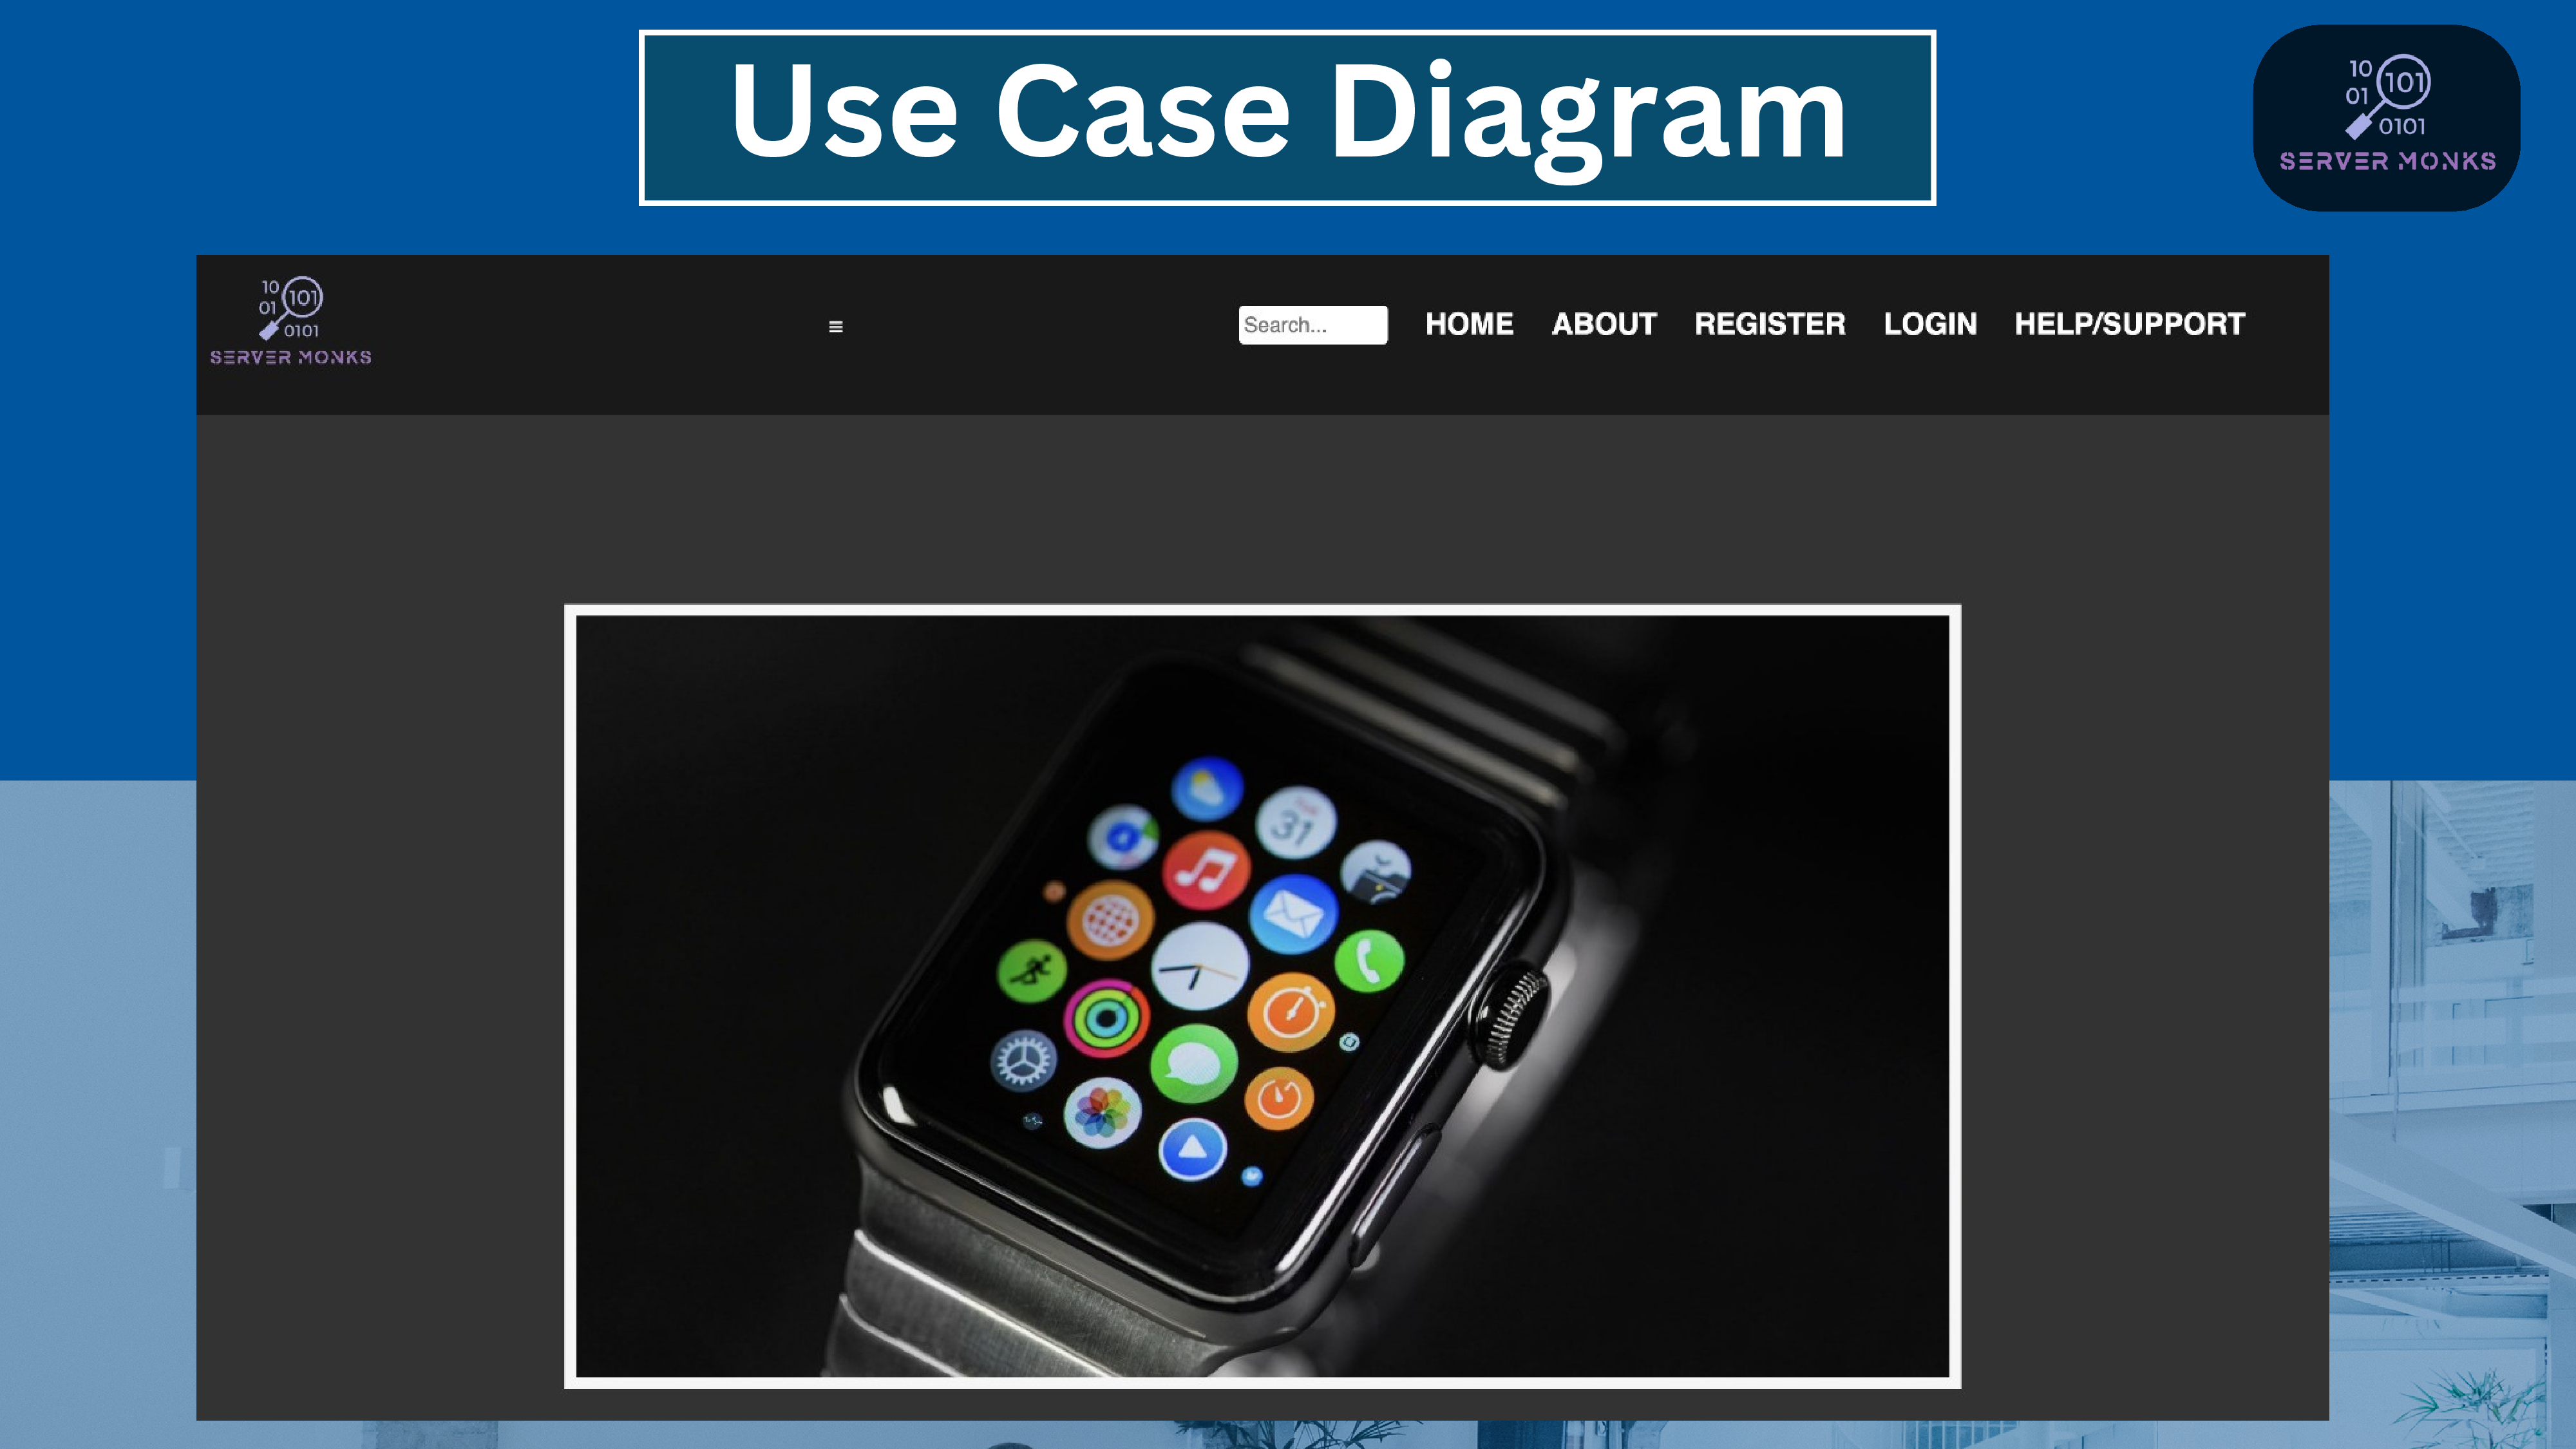 Use Case Diagram
10
101
01
0101
SERVER MONKS
10
101
01
0101
SERVER MONKS
Search...
HOME
ABOUT
REGISTER
LOGIN
HELP/SUPPORT
31